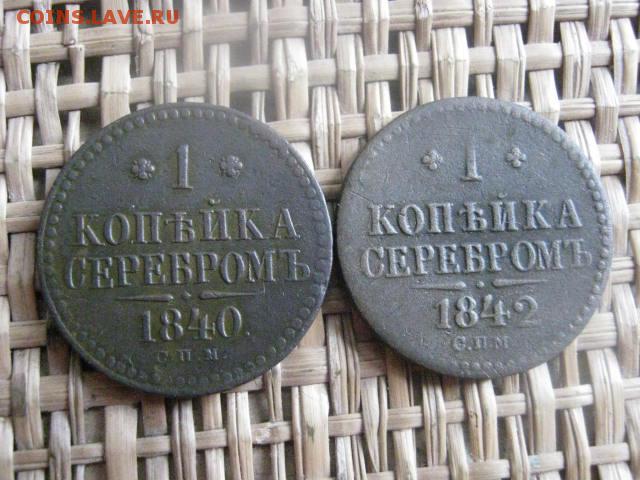 COINS.LAVE.RU
1
КОПѢЙКА
СЕРЕБРОМЪ
1840.
С.П.М.
1
КОПѢЙКА
СЕРЕБРОМЪ
1842
С.П.М